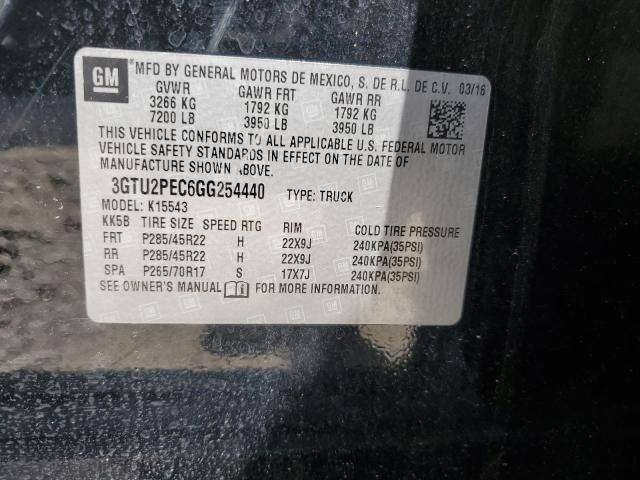 GM
MFD BY GENERAL MOTORS DE MEXICO, S. DE R.L. DE C.V. 03/16
GVWR GAWR FRT GAWR RR
3266 KG 1792 KG 1792 KG
7200 LB 3950 LB 3950 LB
THIS VEHICLE CONFORMS TO ALL APPLICABLE U.S. FEDERAL MOTOR
VEHICLE SAFETY STANDARDS IN EFFECT ON THE DATE OF
MANUFACTURE SHOWN ABOVE.
3GTU2PEC6GG254440 TYPE: TRUCK
MODEL: K15543
KK5B TIRE SIZE SPEED RTG RIM COLD TIRE PRESSURE
FRT P285/45R22 H 22X9J 240KPA(35PSI)
RR P285/45R22 H 22X9J 240KPA(35PSI)
SPA P265/70R17 S 17X7J 240KPA(35PSI)
SEE OWNER'S MANUAL FOR MORE INFORMATION.